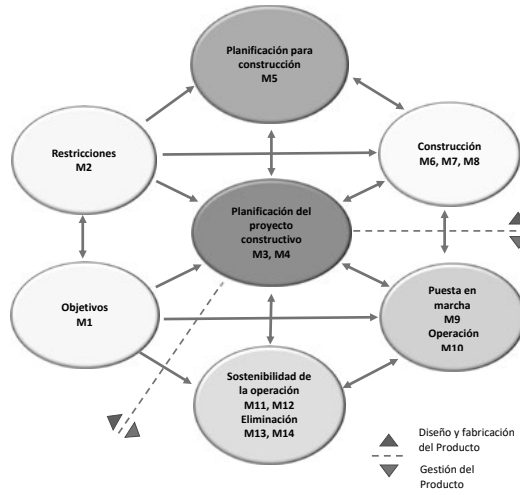 Planificación para
construcción
M5
Restricciones
M2
Construcción
M6, M7, M8
Planificación del
proyecto
constructivo
M3, M4
Objetivos
M1
Puesta en
marcha
M9
Operación
M10
Sostenibilidad de
la operación
M11, M12
Eliminación
M13, M14
Diseño y fabricación
del Producto
Gestión del
Producto